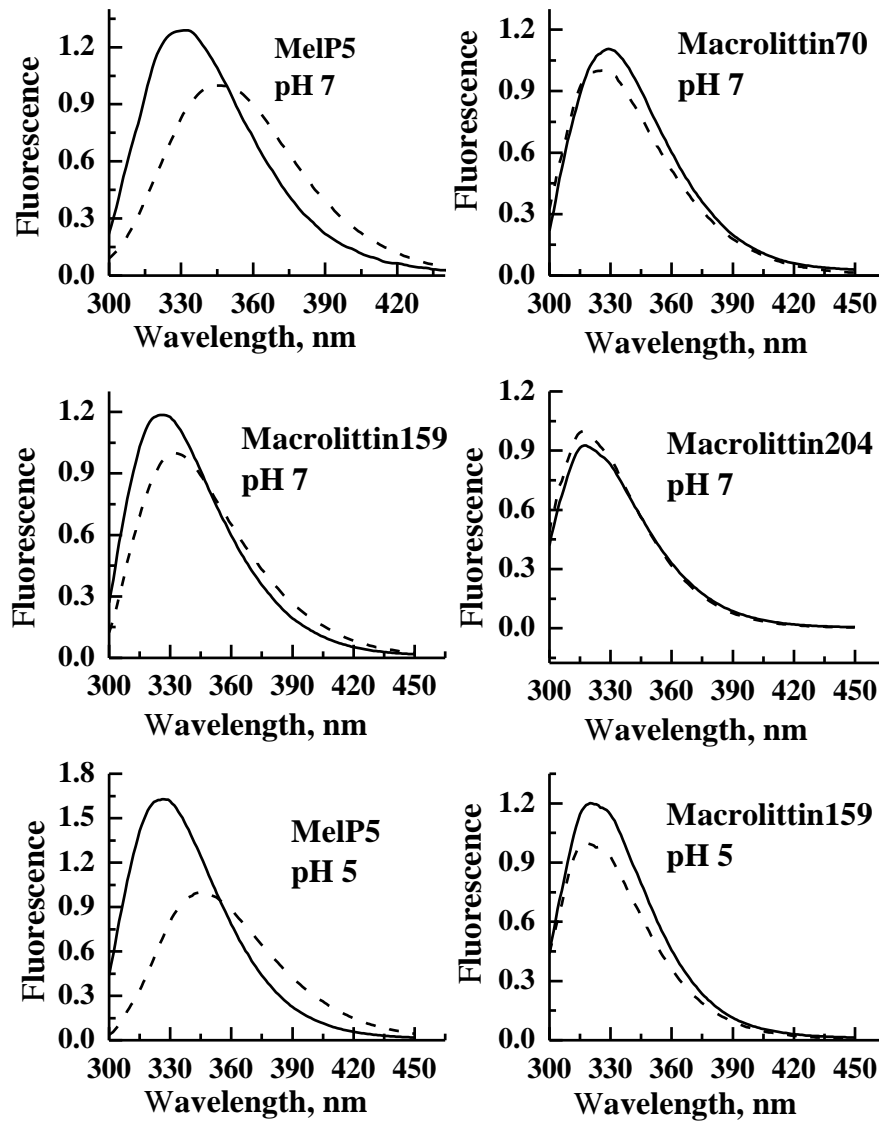 1.2
0.9
0.6
0.3
0.0
Fluorescence
MelP5
pH 7
300 330 360 390 420
Wavelength, nm
1.2
0.9
0.6
0.3
0.0
Fluorescence
Macrolittin70
pH 7
300 330 360 390 420 450
Wavelength, nm
1.2
0.9
0.6
0.3
0.0
Fluorescence
Macrolittin159
pH 7
300 330 360 390 420 450
Wavelength, nm
1.2
0.9
0.6
0.3
0.0
Fluorescence
Macrolittin204
pH 7
300 330 360 390 420 450
Wavelength, nm
1.8
1.5
1.2
0.9
0.6
0.3
0.0
Fluorescence
MelP5
pH 5
300 330 360 390 420 450
Wavelength, nm
1.2
0.9
0.6
0.3
0.0
Fluorescence
Macrolittin159
pH 5
300 330 360 390 420 450
Wavelength, nm